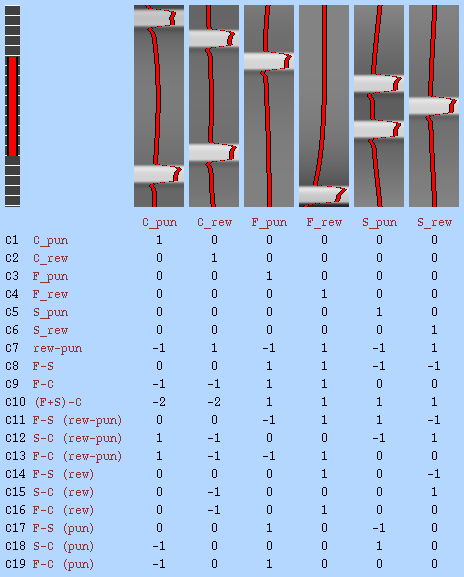 C_pun C_rew F_pun F_rew S_pun S_rew
C1 C_pun 1 0 0 0 0 0
C2 C_rew 0 1 0 0 0 0
C3 F_pun 0 0 1 0 0 0
C4 F_rew 0 0 0 1 0 0
C5 S_pun 0 0 0 0 1 0
C6 S_rew 0 0 0 0 0 1
C7 rew-pun -1 1 -1 1 -1 1
C8 F-S 0 0 1 1 -1 -1
C9 F-C -1 -1 1 1 0 0
C10 (F+S)-C -2 -2 1 1 1 1
C11 F-S (rew-pun) 0 0 -1 1 1 -1
C12 S-C (rew-pun) 1 -1 0 0 -1 1
C13 F-C (rew-pun) 1 -1 -1 1 0 0
C14 F-S (rew) 0 0 0 1 0 -1
C15 S-C (rew) 0 -1 0 0 0 1
C16 F-C (rew) 0 -1 0 1 0 0
C17 F-S (pun) 0 0 1 0 -1 0
C18 S-C (pun) -1 0 0 0 1 0
C19 F-C (pun) -1 0 1 0 0 0